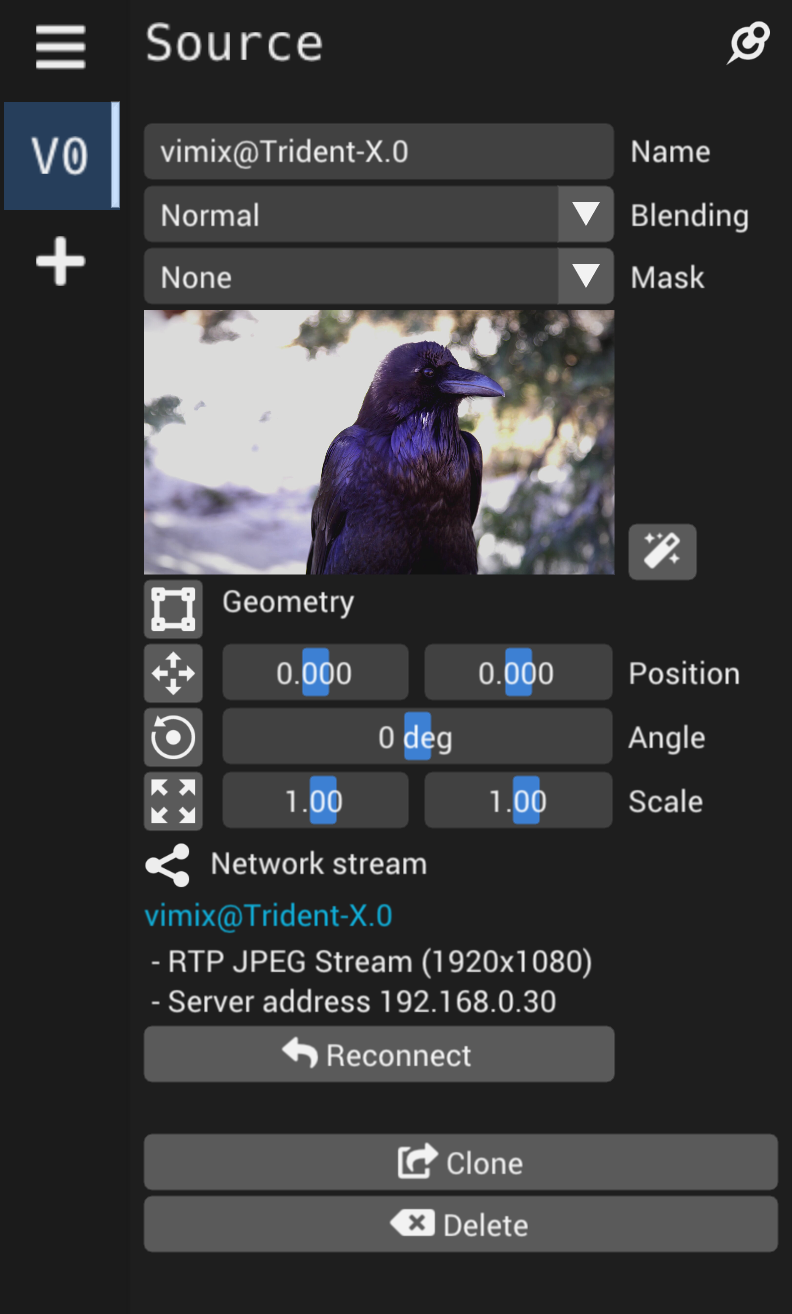 Source
V0
vimix@Trident-X.0 Name
Normal Blending
None Mask
Geometry
0.000 0.000 Position
0 deg Angle
1.00 1.00 Scale
Network stream
vimix@Trident-X.0
- RTP JPEG Stream (1920x1080)
- Server address 192.168.0.30
Reconnect
Clone
Delete